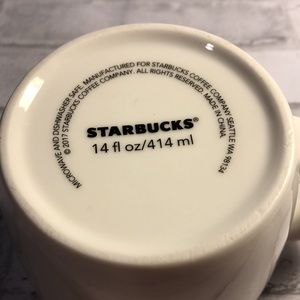 MICROWAVE AND DISHWASHER SAFE. MANUFACTURED FOR STARBUCKS COFFEE COMPANY SEATTLE WA 98134
© 2017 STARBUCKS COFFEE COMPANY. ALL RIGHTS RESERVED. MADE IN CHINA.
STARBUCKS®
14 fl oz/414 ml